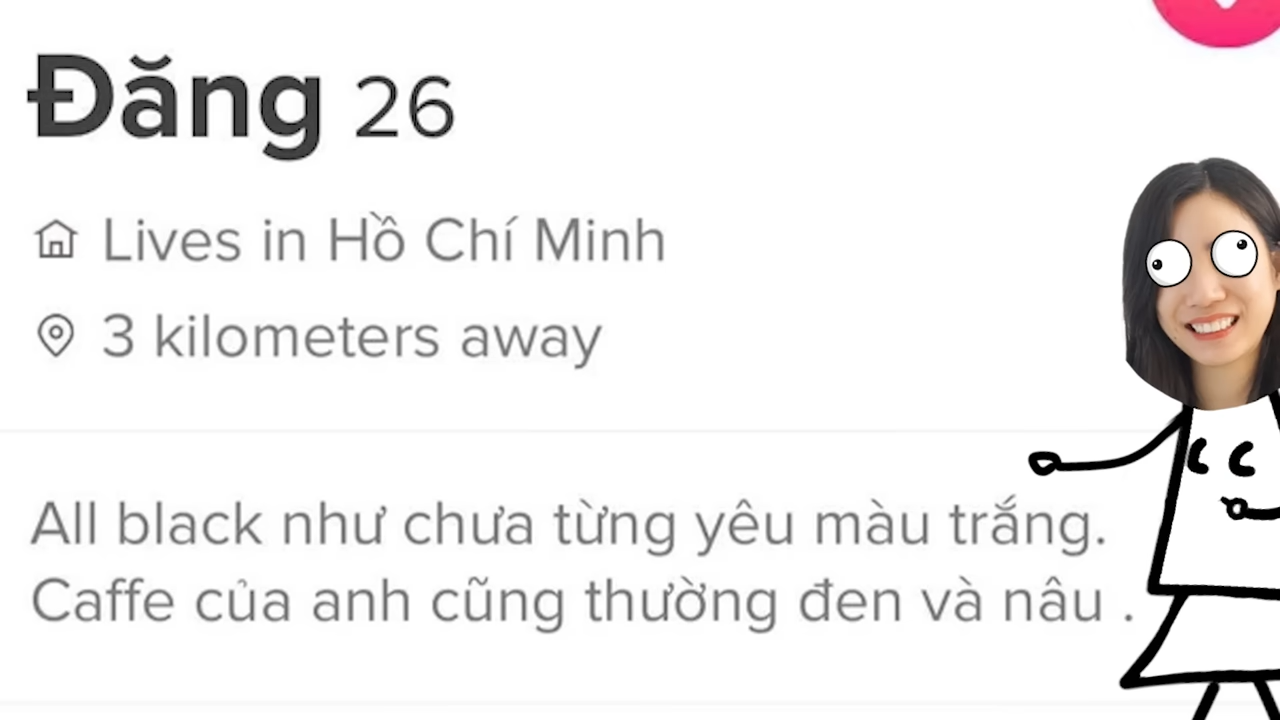 Đăng 26
Lives in Hồ Chí Minh
3 kilometers away
All black như chưa từng yêu màu trắng.
Caffe của anh cũng thường đen và nâu .